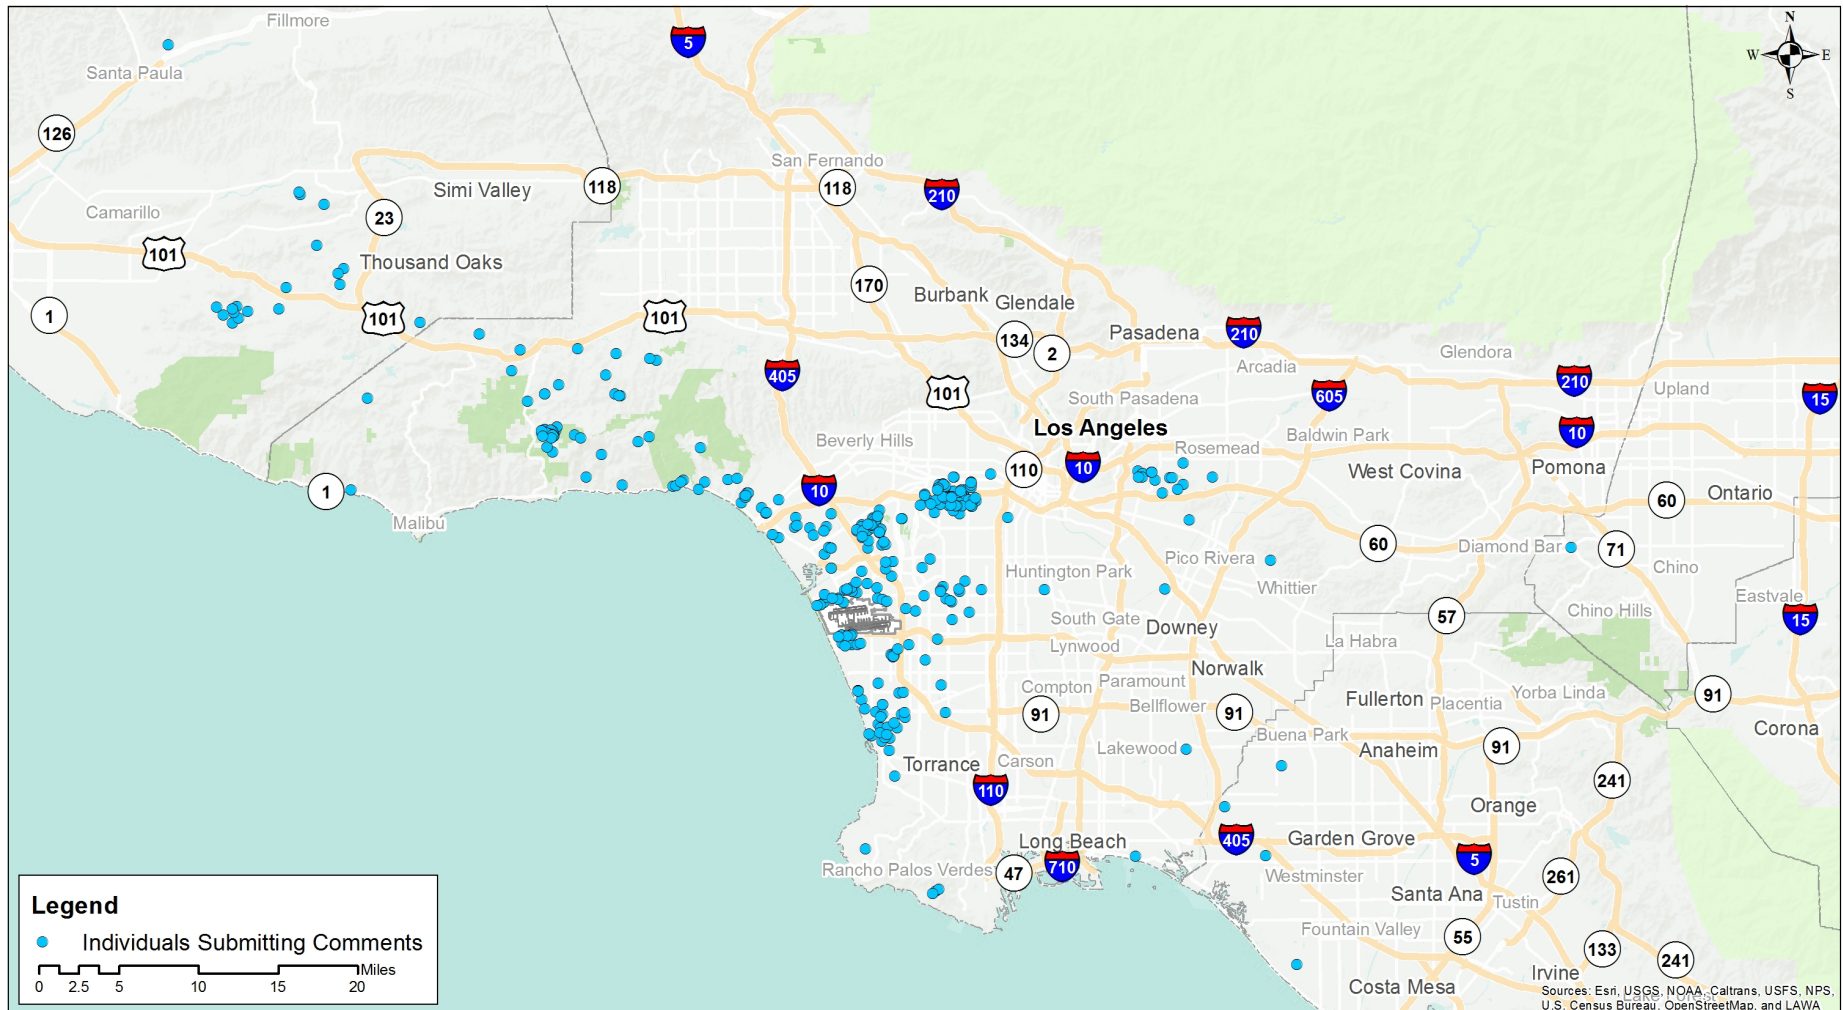 Fillmore
5
N
W E
S
Santa Paula
126
San Fernando
118
118
Simi Valley
210
Camarillo
23
101
Thousand Oaks
170
Burbank
Glendale
1
101
101
134
2
Pasadena
210
Arcadia
Glendora
405
101
South Pasadena
605
210
Upland
15
Los Angeles
Beverly Hills
Rosemead
Baldwin Park
10
110
10
West Covina
Pomona
1
10
60
Ontario
Malibu
60
Diamond Bar
71
Pico Rivera
Huntington Park
Whittier
Chino
Eastvale
South Gate
Downey
57
Chino Hills
15
Lynwood
La Habra
Norwalk
Compton
Paramount
Fullerton
Placentia
Yorba Linda
91
91
Bellflower
91
Corona
Lakewood
Buena Park
Anaheim
91
Torrance
Carson
241
110
Orange
Long Beach
405
Garden Grove
5
Rancho Palos Verdes
47
710
Westminster
261
Santa Ana
Tustin
Fountain Valley
55
133
241
Irvine
Costa Mesa
Lake Forest
Legend
Individuals Submitting Comments
Miles
0 2.5 5 10 15 20
Sources: Esri, USGS, NOAA, Caltrans, USFS, NPS,
U.S. Census Bureau, OpenStreetMap, and LAWA